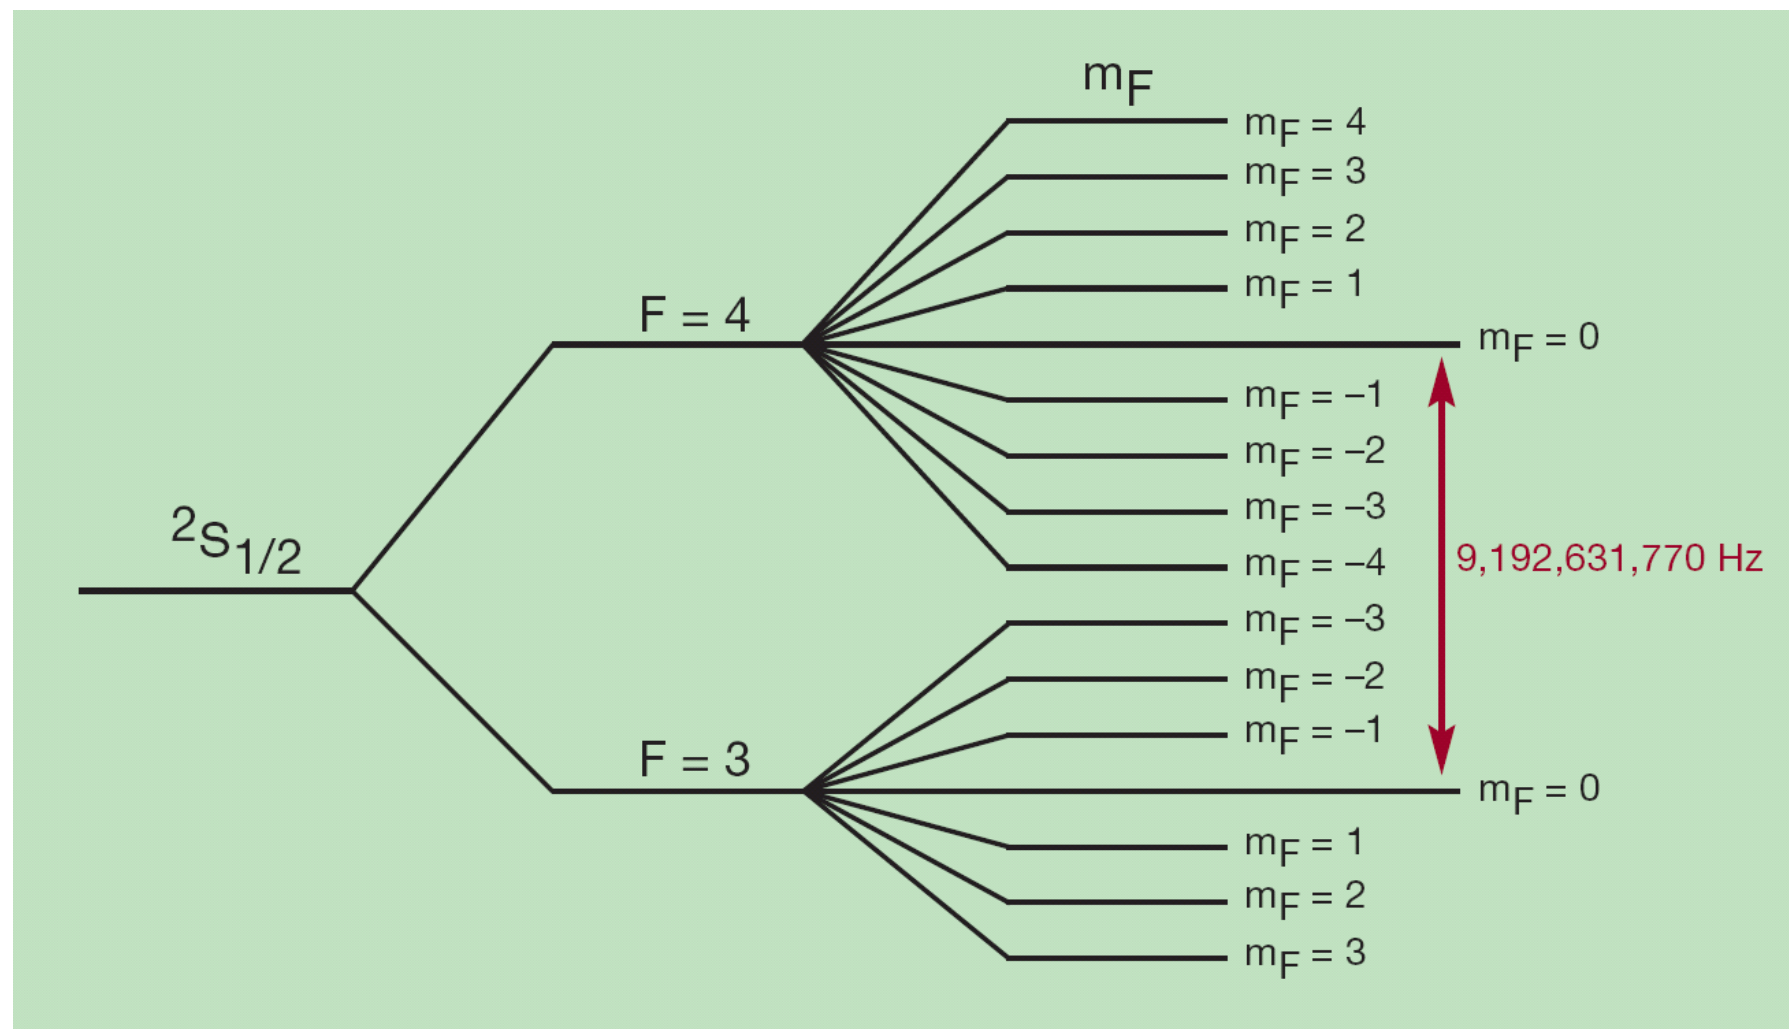 mF
mF = 4
mF = 3
mF = 2
mF = 1
F = 4
mF = 0
mF = –1
mF = –2
mF = –3
2S1/2
mF = –4
9,192,631,770 Hz
mF = –3
mF = –2
mF = –1
F = 3
mF = 0
mF = 1
mF = 2
mF = 3